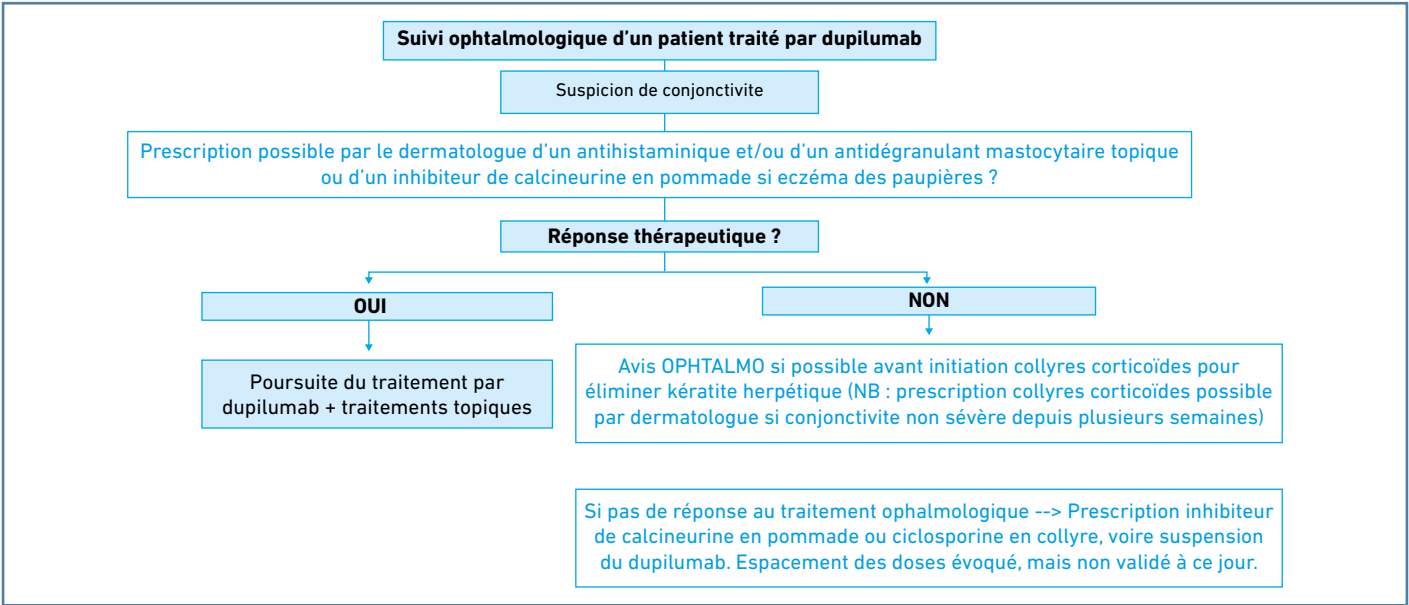 Suivi ophtalmologique d’un patient traité par dupilumab
Suspicion de conjonctivite
Prescription possible par le dermatologue d’un antihistaminique et/ou d’un antidégranulant mastocytaire topique
ou d’un inhibiteur de calcineurine en pommade si eczéma des paupières ?
Réponse thérapeutique ?
OUI
NON
Poursuite du traitement par
dupilumab + traitements topiques
Avis OPHTALMO si possible avant initiation collyres corticoïdes pour
éliminer kératite herpétique (NB : prescription collyres corticoïdes possible
par dermatologue si conjonctivite non sévère depuis plusieurs semaines)
Si pas de réponse au traitement ophalmologique --> Prescription inhibiteur
de calcineurine en pommade ou ciclosporine en collyre, voire suspension
du dupilumab. Espacement des doses évoqué, mais non validé à ce jour.